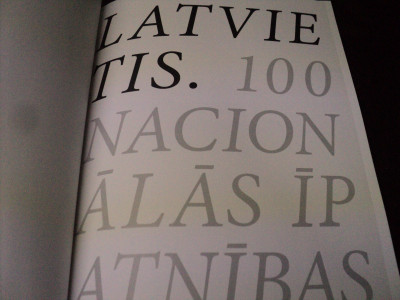 LATVIE
TIS. 100
NACION
ĀLĀS ĪP
ATNĪBAS